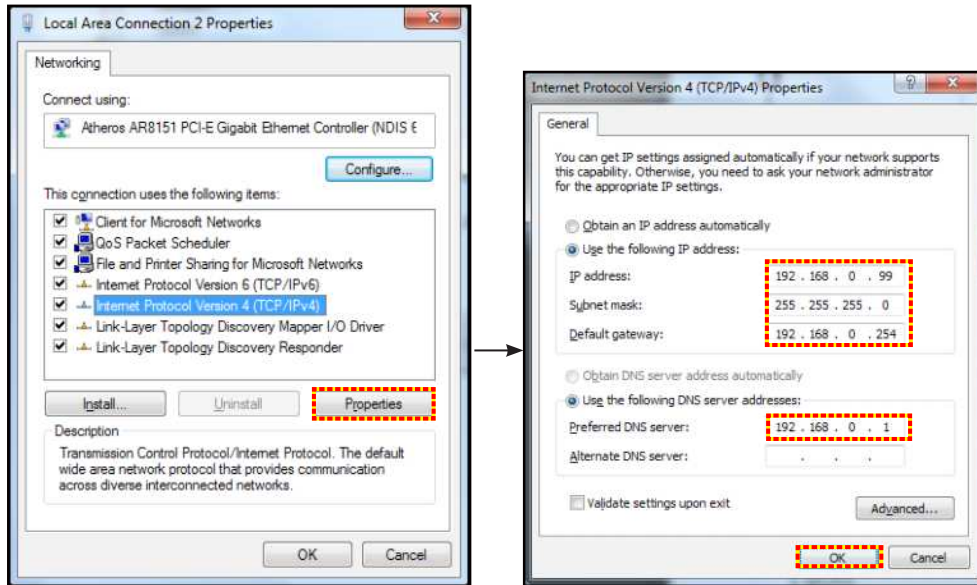 Local Area Connection 2 Properties
Networking
Connect using:
Atheros AR8151 PCI-E Gigabit Ethernet Controller (NDIS 6
Configure...
This connection uses the following items:
Client for Microsoft Networks
QoS Packet Scheduler
File and Printer Sharing for Microsoft Networks
Internet Protocol Version 6 (TCP/IPv6)
Internet Protocol Version 4 (TCP/IPv4)
Link-Layer Topology Discovery Mapper I/O Driver
Link-Layer Topology Discovery Responder
Install...
Uninstall
Properties
Description
Transmission Control Protocol/Internet Protocol. The default
wide area network protocol that provides communication
across diverse interconnected networks.
OK
Cancel
Internet Protocol Version 4 (TCP/IPv4) Properties
General
You can get IP settings assigned automatically if your network supports
this capability. Otherwise, you need to ask your network administrator
for the appropriate IP settings.
Obtain an IP address automatically
Use the following IP address:
IP address: 192 . 168 . 0 . 99
Subnet mask: 255 . 255 . 255 . 0
Default gateway: 192 . 168 . 0 . 254
Obtain DNS server address automatically
Use the following DNS server addresses:
Preferred DNS server: 192 . 168 . 0 . 1
Alternate DNS server: . . .
Validate settings upon exit
Advanced...
OK
Cancel